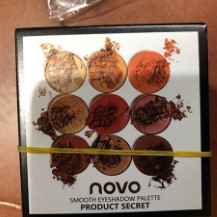 novo
SMOOTH EYESHADOW PALETTE
PRODUCT SECRET